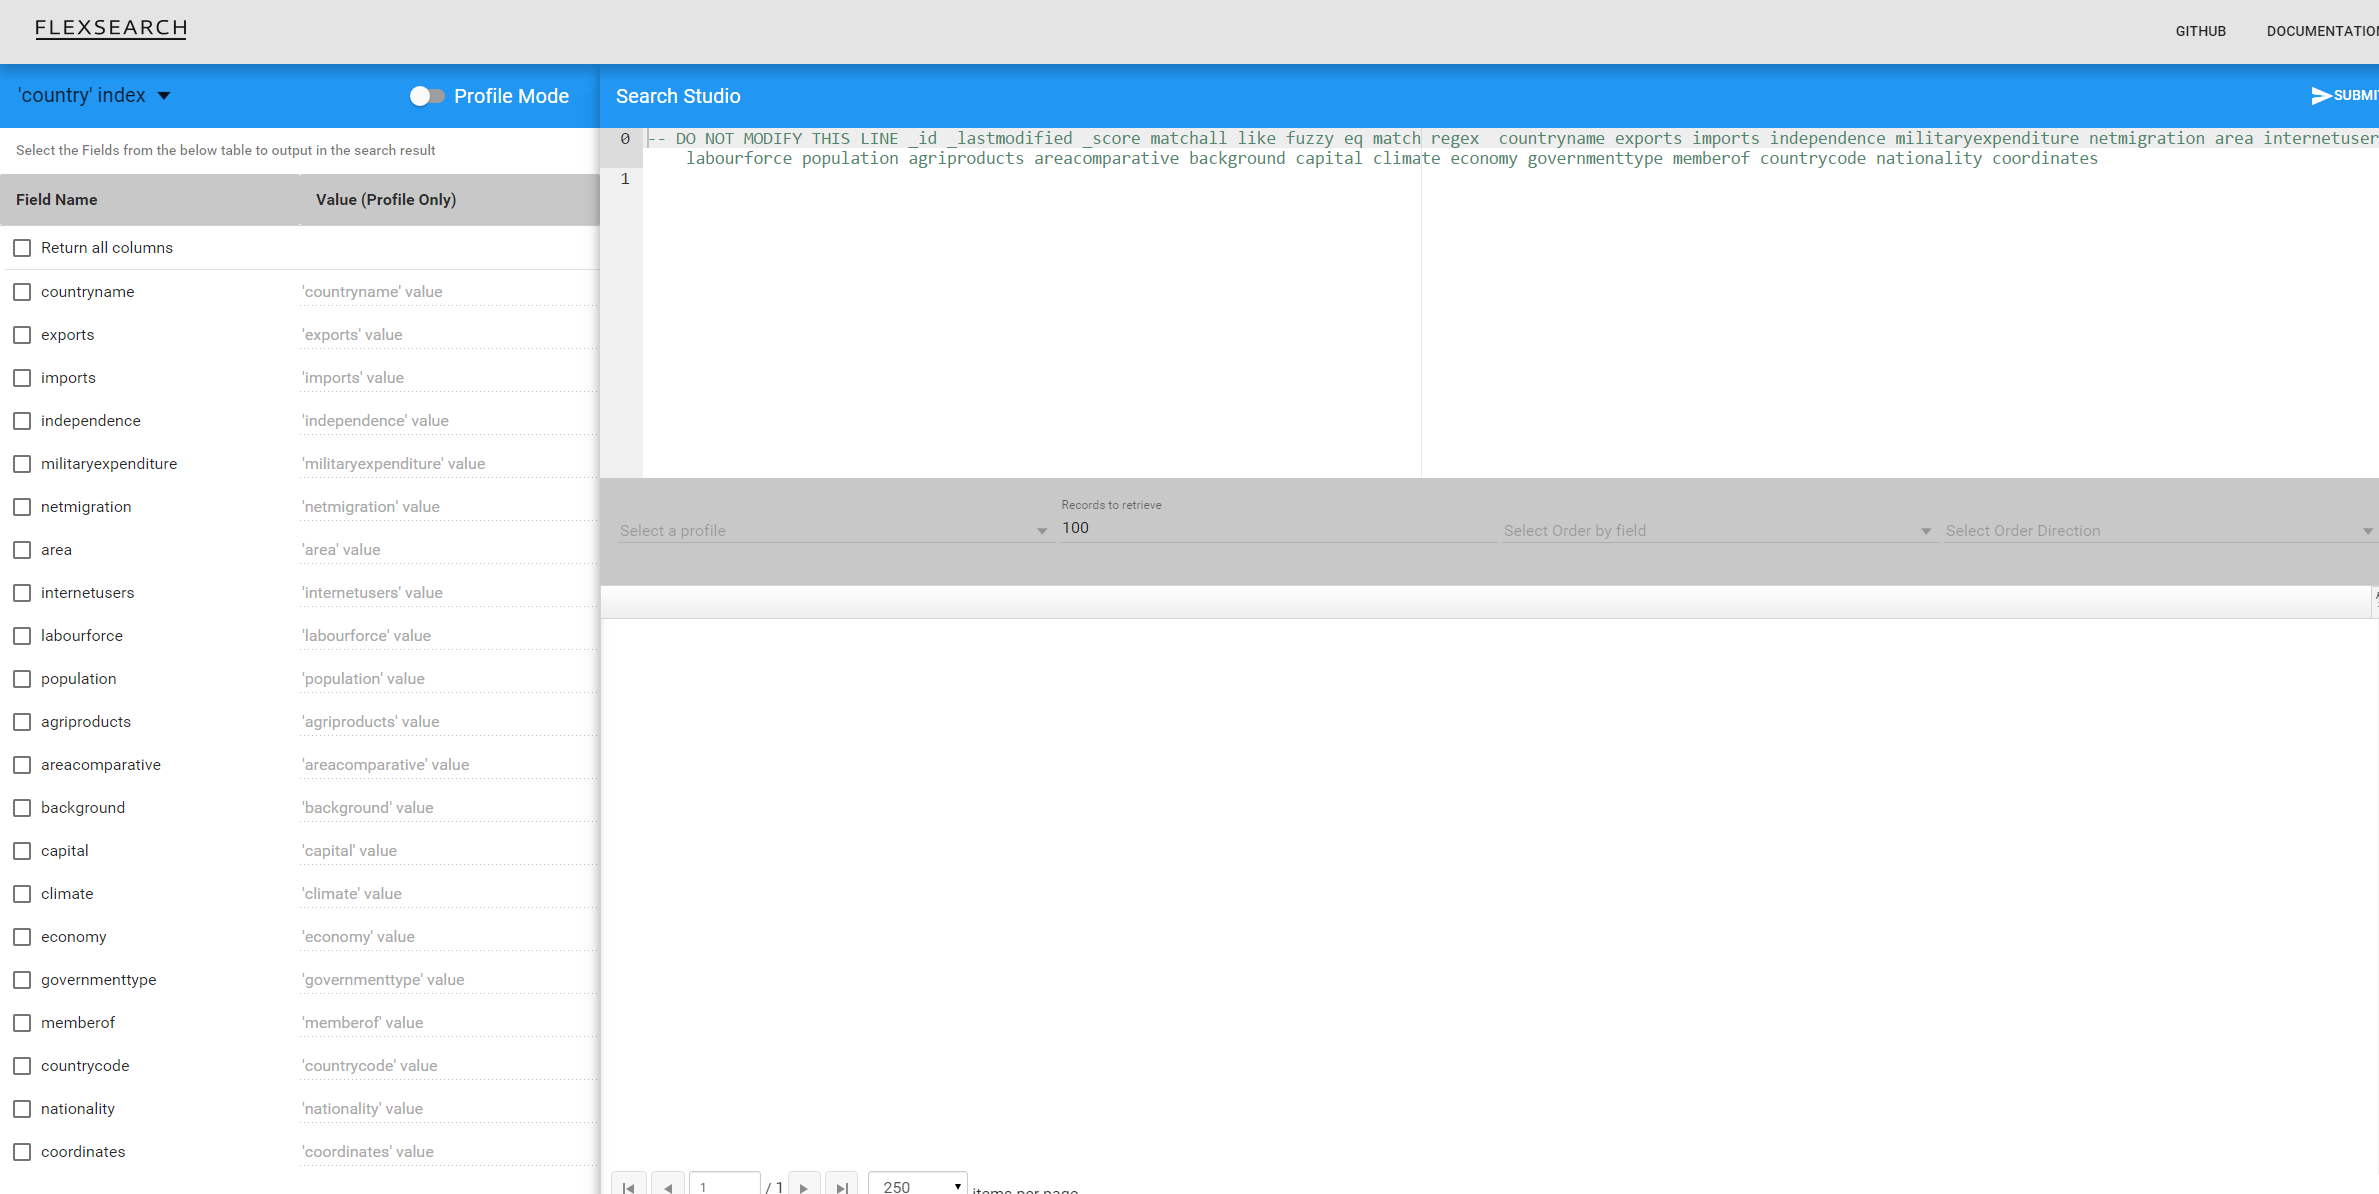 FLEXSEARCH
GITHUB
DOCUMENTATION
'country' index
Profile Mode
Search Studio
SUBMIT
Select the Fields from the below table to output in the search result
Field Name
Value (Profile Only)
Return all columns
countryname
'countryname' value
exports
'exports' value
imports
'imports' value
independence
'independence' value
militaryexpenditure
'militaryexpenditure' value
netmigration
'netmigration' value
area
'area' value
internetusers
'internetusers' value
labourforce
'labourforce' value
population
'population' value
agriproducts
'agriproducts' value
areacomparative
'areacomparative' value
background
'background' value
capital
'capital' value
climate
'climate' value
economy
'economy' value
governmenttype
'governmenttype' value
memberof
'memberof' value
countrycode
'countrycode' value
nationality
'nationality' value
coordinates
'coordinates' value
0
-- DO NOT MODIFY THIS LINE _id _lastmodified _score matchall like fuzzy eq match regex  countryname exports imports independence militaryexpenditure netmigration area internetuser
labourforce population agriproducts areacomparative background capital climate economy governmenttype memberof countrycode nationality coordinates
1
Select a profile
Records to retrieve
100
Select Order by field
Select Order Direction
1
/ 1
250
items per page